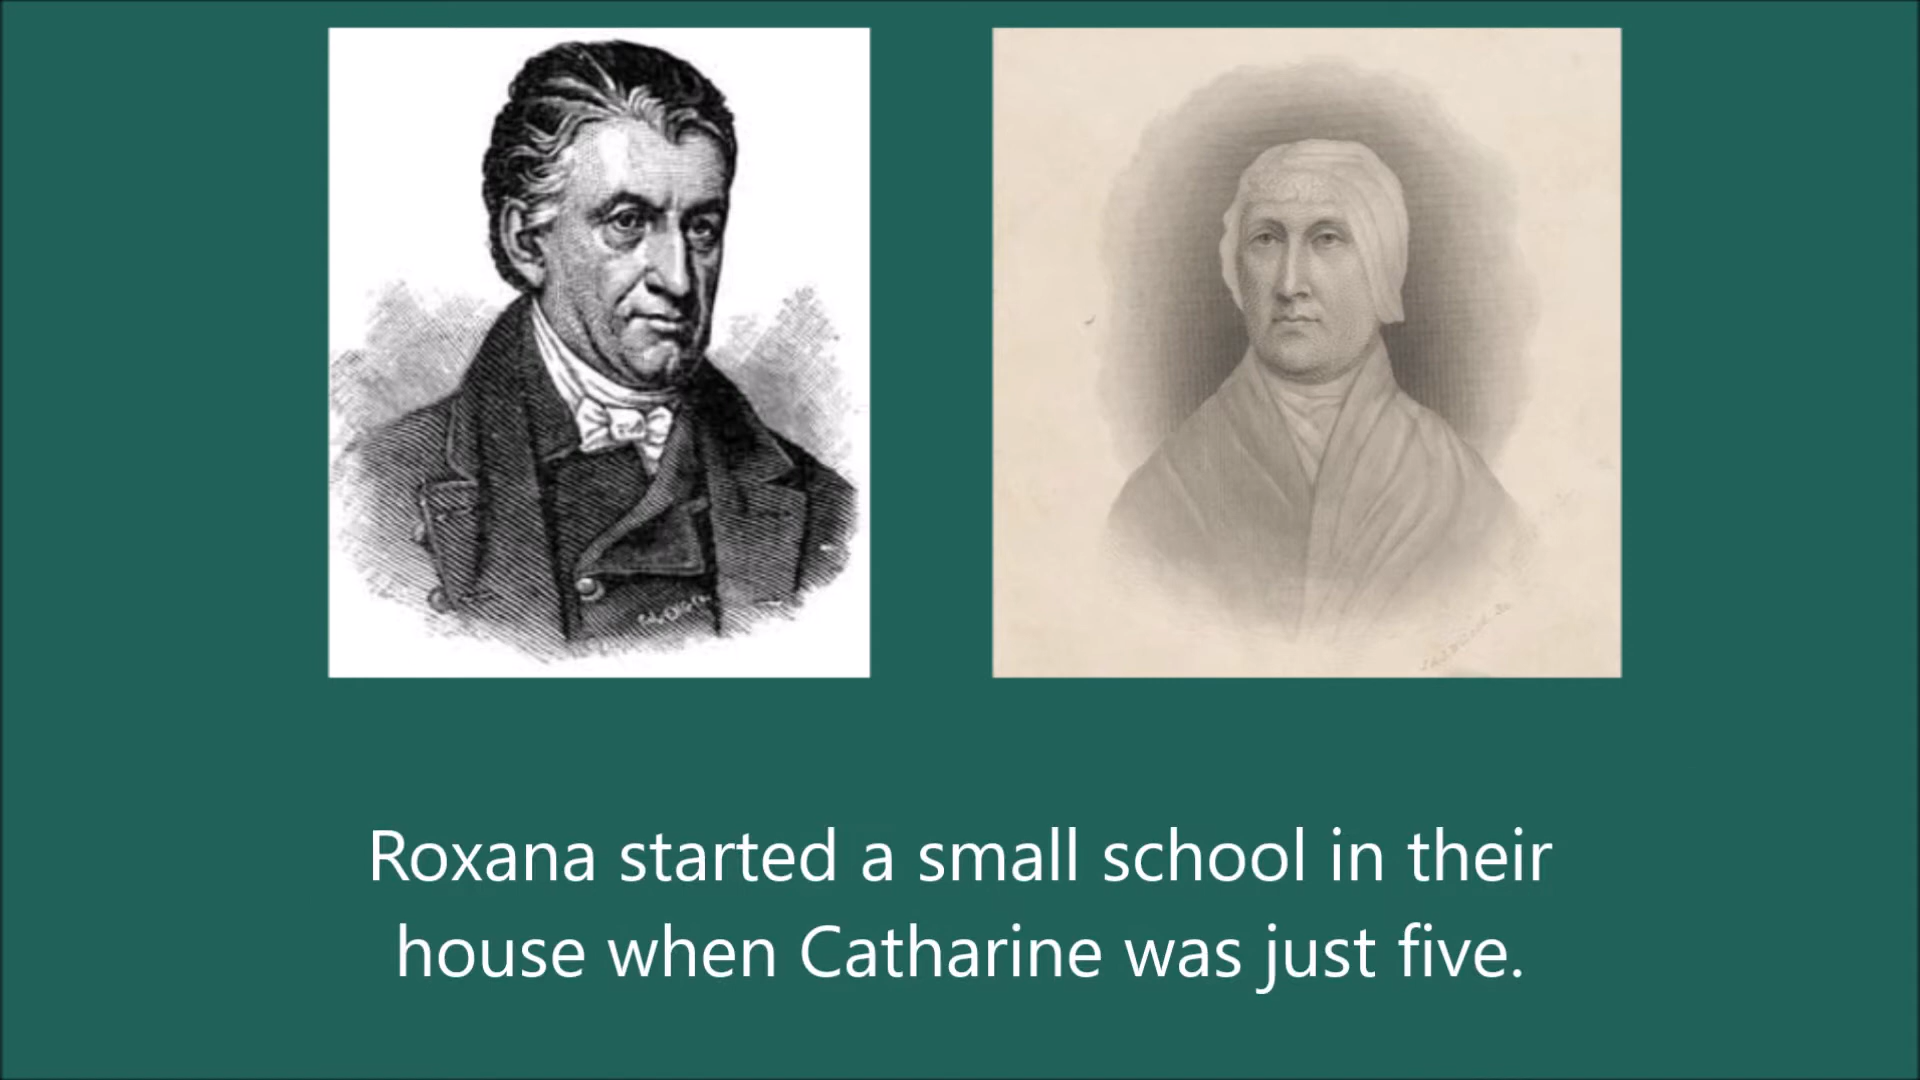 Roxana started a small school in their
house when Catharine was just five.